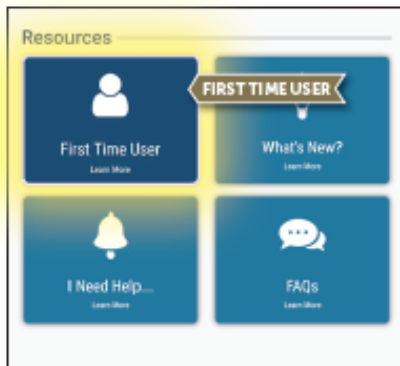 Resources
FIRST TIME USER
First Time User
Learn More
What's New?
Learn More
I Need Help...
Learn More
FAQs
Learn More